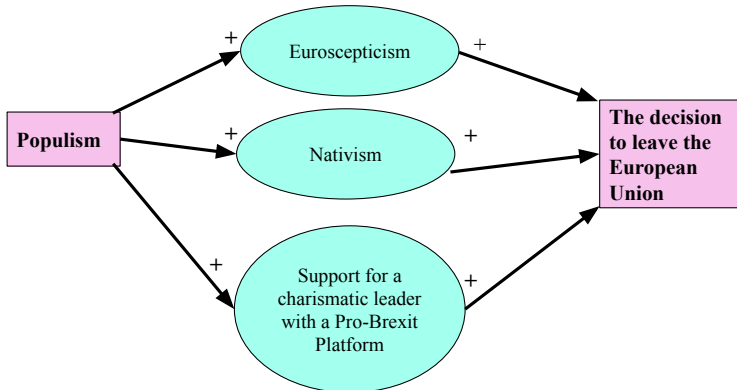 +
Euroscepticism
+
Populism
+
Nativism
+
The decision
to leave the
European
Union
+
Support for a
charismatic leader
with a Pro-Brexit
Platform
+